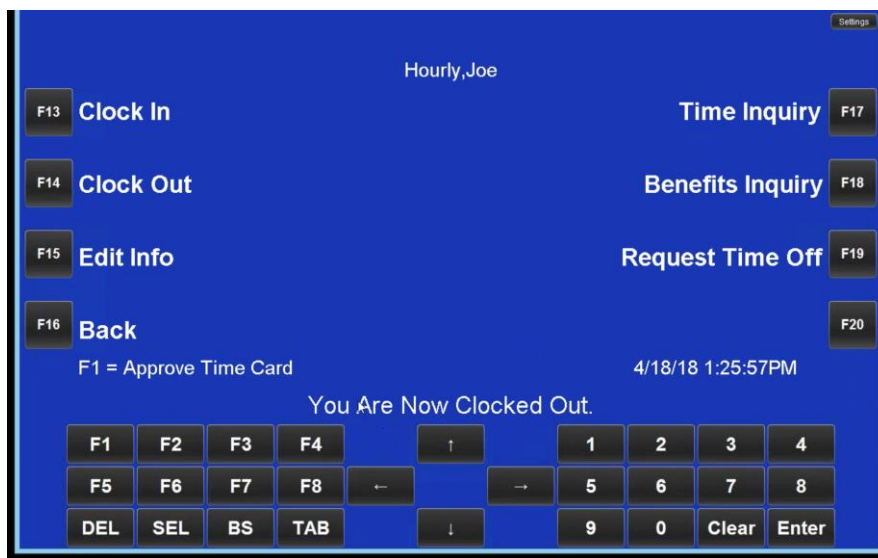 Settings
Hourly,Joe
F13 Clock In Time Inquiry F17
F14 Clock Out Benefits Inquiry F18
F15 Edit Info Request Time Off F19
F16 Back F20
F1 = Approve Time Card 4/18/18 1:25:57PM
You Are Now Clocked Out.
F1 F2 F3 F4 ↑ 1 2 3 4
F5 F6 F7 F8 ← → 5 6 7 8
DEL SEL BS TAB ↓ 9 0 Clear Enter